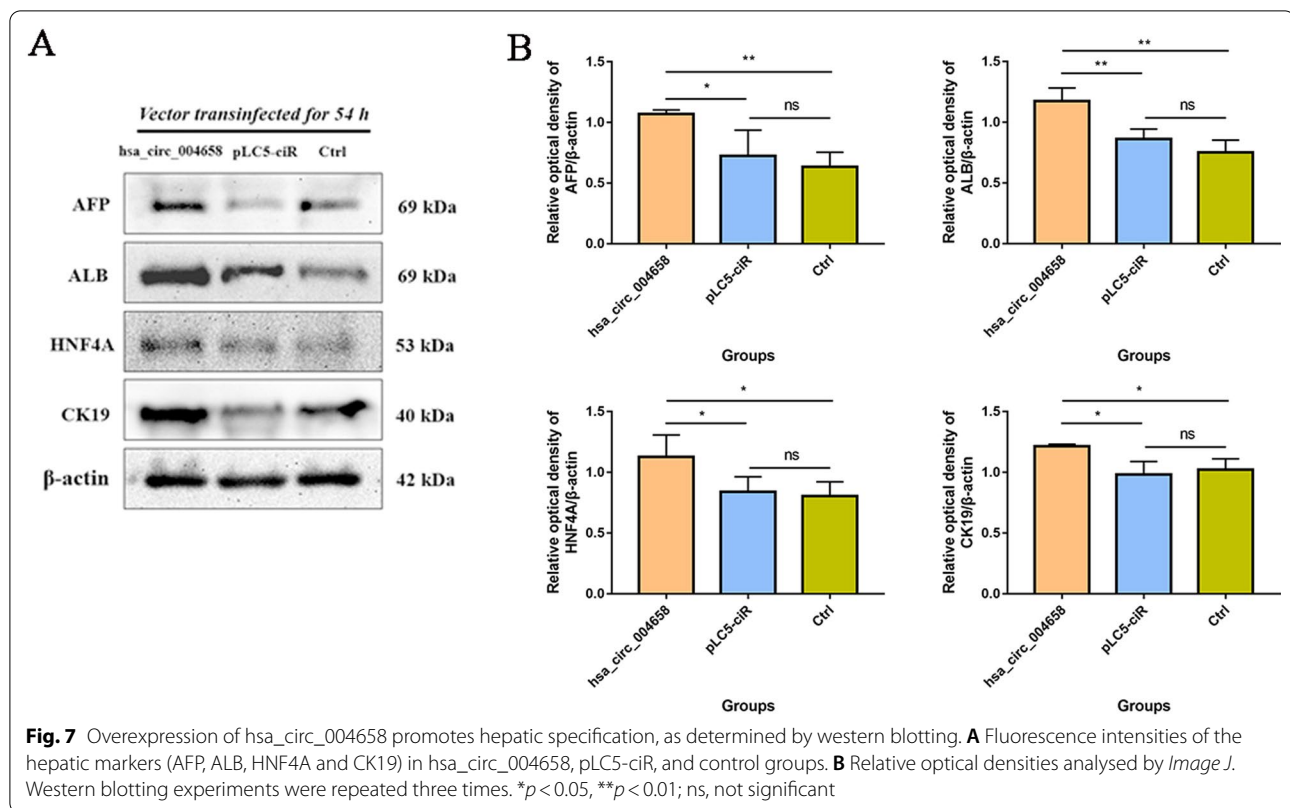 A
Vector transinfected for 54 h
hsa_circ_004658 pLC5-ciR Ctrl
AFP 69 kDa
ALB 69 kDa
HNF4A 53 kDa
CK19 40 kDa
β-actin 42 kDa
B
Relative optical density of
AFP/β-actin
1.5
1.0
0.5
0.0
**
*
ns
hsa_circ_004658
pLC5-ciR
Ctrl
Groups
Relative optical density of
ALB/β-actin
1.5
1.0
0.5
0.0
**
**
ns
hsa_circ_004658
pLC5-ciR
Ctrl
Groups
Relative optical density of
HNF4A/β-actin
1.5
1.0
0.5
0.0
*
*
ns
hsa_circ_004658
pLC5-ciR
Ctrl
Groups
Relative optical density of
CK19/β-actin
1.5
1.0
0.5
0.0
*
*
ns
hsa_circ_004658
pLC5-ciR
Ctrl
Groups
Fig. 7 Overexpression of hsa_circ_004658 promotes hepatic specification, as determined by western blotting. A Fluorescence intensities of the
hepatic markers (AFP, ALB, HNF4A and CK19) in hsa_circ_004658, pLC5-ciR, and control groups. B Relative optical densities analysed by Image J.
Western blotting experiments were repeated three times. *p < 0.05, **p < 0.01; ns, not significant